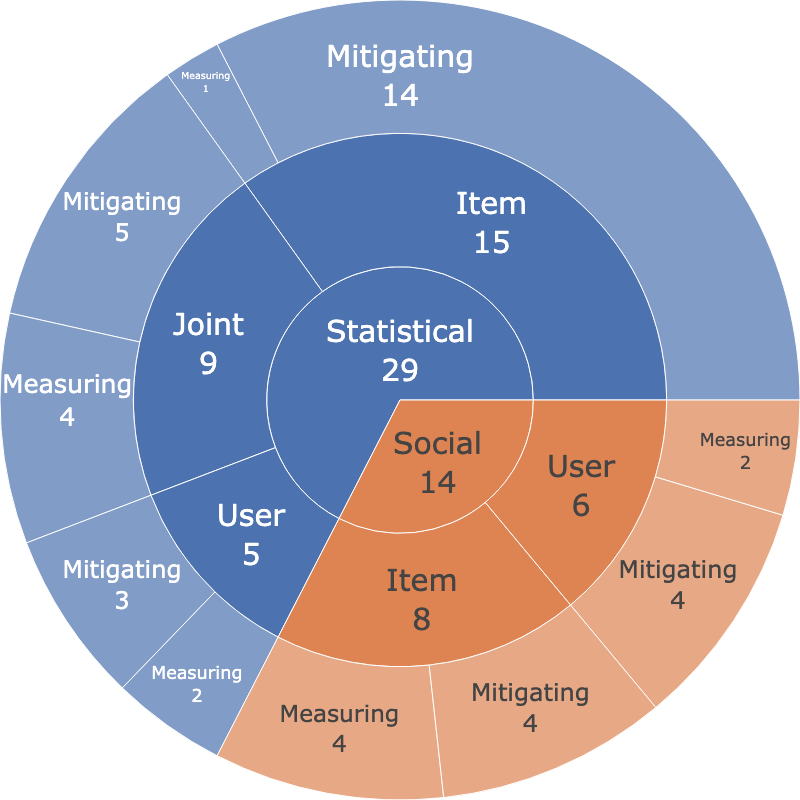 Mitigating
14
Measuring
1
Mitigating
5
Item
15
Joint
9
Statistical
29
Measuring
4
Social
14
User
6
Measuring
2
User
5
Mitigating
3
Item
8
Mitigating
4
Measuring
2
Measuring
4
Mitigating
4